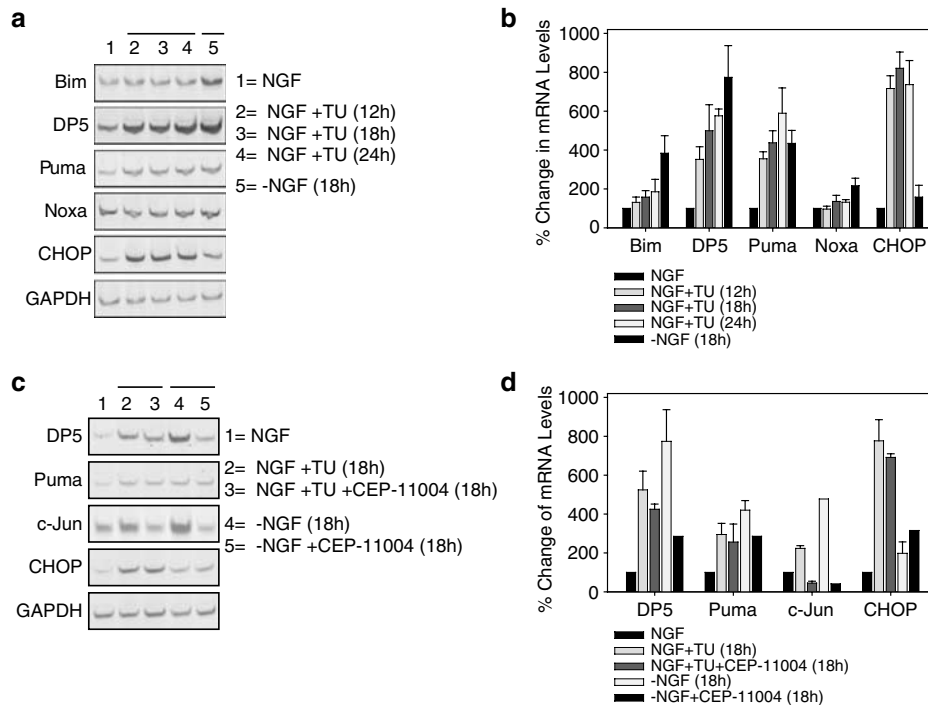 a
1 2 3 4 5
Bim
DP5
Puma
Noxa
CHOP
GAPDH
1= NGF
2= NGF +TU (12h)
3= NGF +TU (18h)
4= NGF +TU (24h)
5= -NGF (18h)
b
% Change in mRNA Levels
1000
800
600
400
200
0
Bim DP5 Puma Noxa CHOP
NGF
NGF+TU (12h)
NGF+TU (18h)
NGF+TU (24h)
-NGF (18h)
c
1 2 3 4 5
DP5
Puma
c-Jun
CHOP
GAPDH
1= NGF
2= NGF +TU (18h)
3= NGF +TU +CEP-11004 (18h)
4= -NGF (18h)
5= -NGF +CEP-11004 (18h)
d
% Change of mRNA Levels
1000
800
600
400
200
0
DP5 Puma c-Jun CHOP
NGF
NGF+TU (18h)
NGF+TU+CEP-11004 (18h)
-NGF (18h)
-NGF+CEP-11004 (18h)